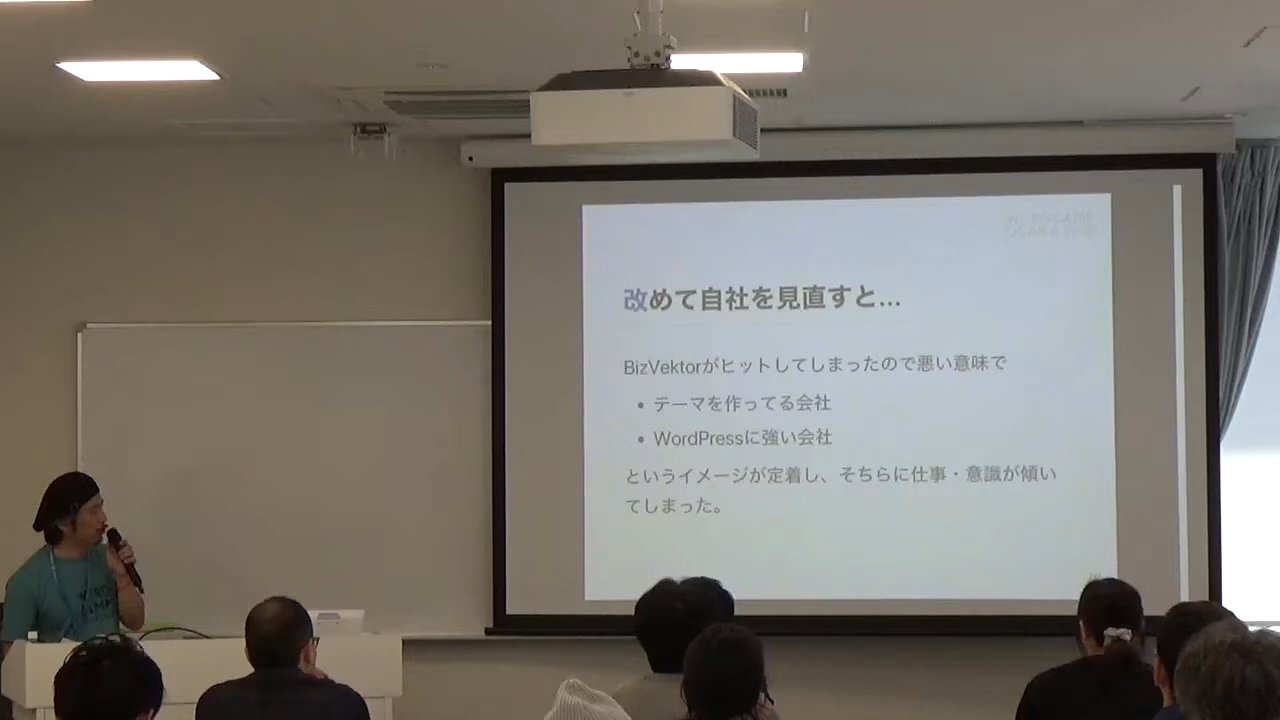 改めて自社を見直すと...
BizVektorがヒットしてしまったので悪い意味で
• テーマを作ってる会社
• WordPressに強い会社
というイメージが定着し、そちらに仕事・意識が傾い
てしまった。